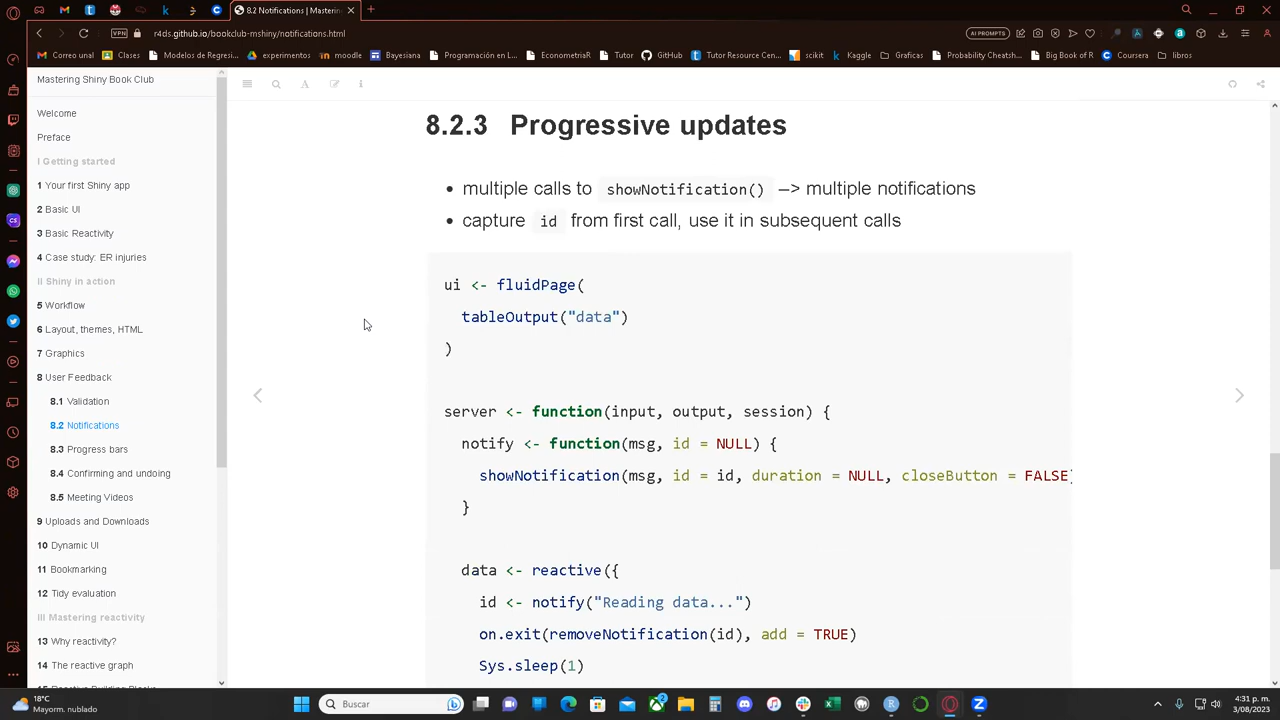 8.2 Notifications | Mastering
VPN
r4ds.github.io/bookclub-mshiny/notifications.html
AI PROMPTS
Correo unal
Clases
Modelos de Regresi...
experimentos
moodle
Bayesiana
Programación en L...
EconometriaR
Tutor
GitHub
Tutor Resource Cen...
scikit
Kaggle
Graficas
Probability Cheatsh...
Big Book of R
Coursera
libros
Mastering Shiny Book Club
Welcome
Preface
I Getting started
1 Your first Shiny app
2 Basic UI
3 Basic Reactivity
4 Case study: ER injuries
II Shiny in action
5 Workflow
6 Layout, themes, HTML
7 Graphics
8 User Feedback
8.1 Validation
8.2 Notifications
8.3 Progress bars
8.4 Confirming and undoing
8.5 Meeting Videos
9 Uploads and Downloads
10 Dynamic UI
11 Bookmarking
12 Tidy evaluation
III Mastering reactivity
13 Why reactivity?
14 The reactive graph
15 Reactive Building Blocks
8.2.3 Progressive updates
• multiple calls to showNotification() —> multiple notifications
• capture id from first call, use it in subsequent calls
ui <- fluidPage(
tableOutput("data")
)
server <- function(input, output, session) {
notify <- function(msg, id = NULL) {
showNotification(msg, id = id, duration = NULL, closeButton = FALSE)
}
data <- reactive({
id <- notify("Reading data...")
on.exit(removeNotification(id), add = TRUE)
Sys.sleep(1)
18°C
Mayorm. nublado
Buscar
4:31 p. m.
3/08/2023